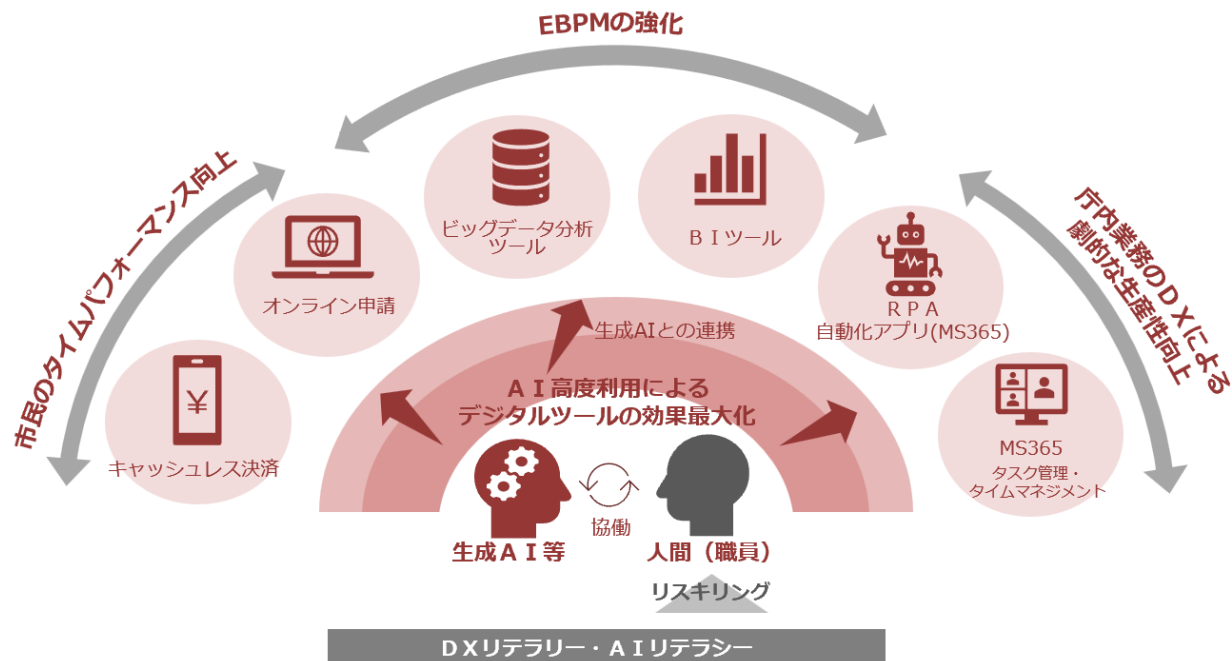 EBPMの強化
市民のタイムパフォーマンス向上
庁内業務のＤＸによる
劇的な生産性向上
ビッグデータ分析
ツール
ＢＩツール
オンライン申請
ＲＰＡ
自動化アプリ(MS365)
¥
キャッシュレス決済
MS365
タスク管理・
タイムマネジメント
生成AIとの連携
ＡＩ高度利用による
デジタルツールの効果最大化
協働
生成ＡＩ等
人間（職員）
リスキリング
ＤＸリテラリー・ＡＩリテラシー